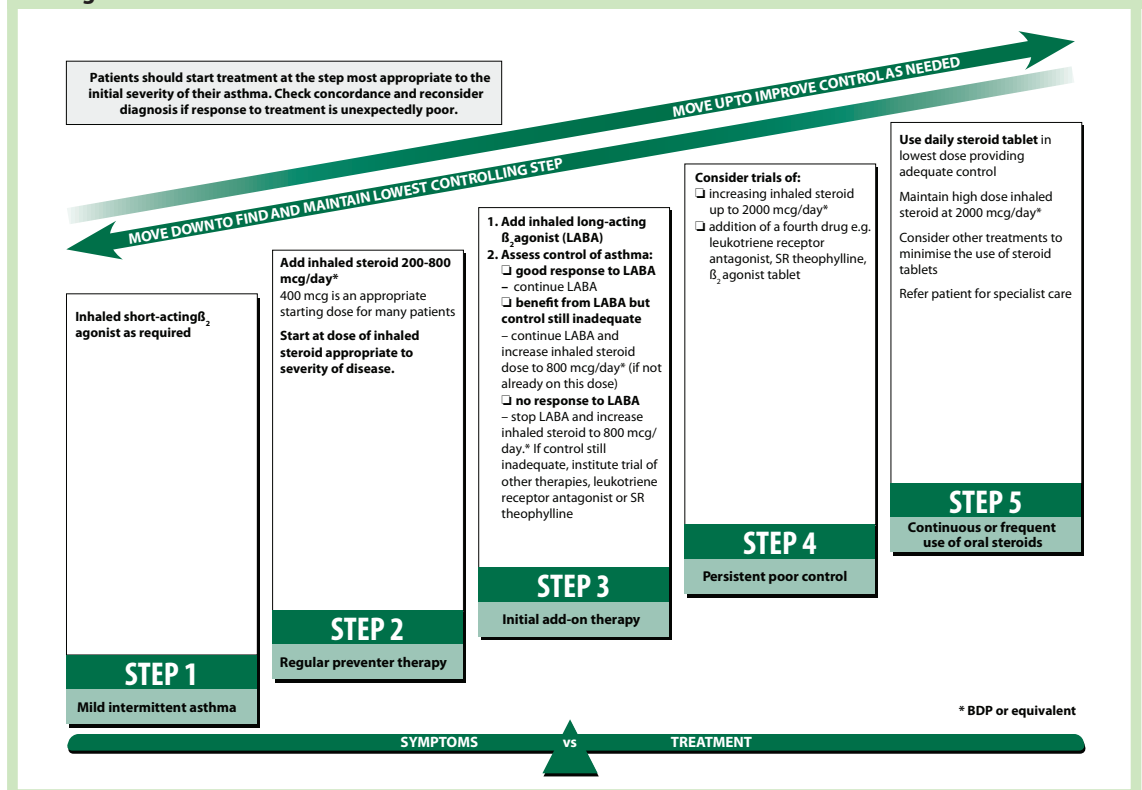 Patients should start treatment at the step most appropriate to the
initial severity of their asthma. Check concordance and reconsider
diagnosis if response to treatment is unexpectedly poor.
MOVE UP TO IMPROVE CONTROL AS NEEDED
MOVE DOWN TO FIND AND MAINTAIN LOWEST CONTROLLING STEP
Inhaled short-acting ß₂
agonist as required
STEP 1
Mild intermittent asthma
Add inhaled steroid 200-800
mcg/day*
400 mcg is an appropriate
starting dose for many patients
Start at dose of inhaled
steroid appropriate to
severity of disease.
STEP 2
Regular preventer therapy
1. Add inhaled long-acting
ß₂agonist (LABA)
2. Assess control of asthma:
❏ good response to LABA
– continue LABA
❏ benefit from LABA but
control still inadequate
– continue LABA and
increase inhaled steroid
dose to 800 mcg/day* (if not
already on this dose)
❏ no response to LABA
– stop LABA and increase
inhaled steroid to 800 mcg/
day.* If control still
inadequate, institute trial of
other therapies, leukotriene
receptor antagonist or SR
theophylline
STEP 3
Initial add-on therapy
Consider trials of:
❏ increasing inhaled steroid
up to 2000 mcg/day*
❏ addition of a fourth drug e.g.
leukotriene receptor
antagonist, SR theophylline,
ß₂ agonist tablet
STEP 4
Persistent poor control
Use daily steroid tablet in
lowest dose providing
adequate control
Maintain high dose inhaled
steroid at 2000 mcg/day*
Consider other treatments to
minimise the use of steroid
tablets
Refer patient for specialist care
STEP 5
Continuous or frequent
use of oral steroids
* BDP or equivalent
SYMPTOMS vs TREATMENT